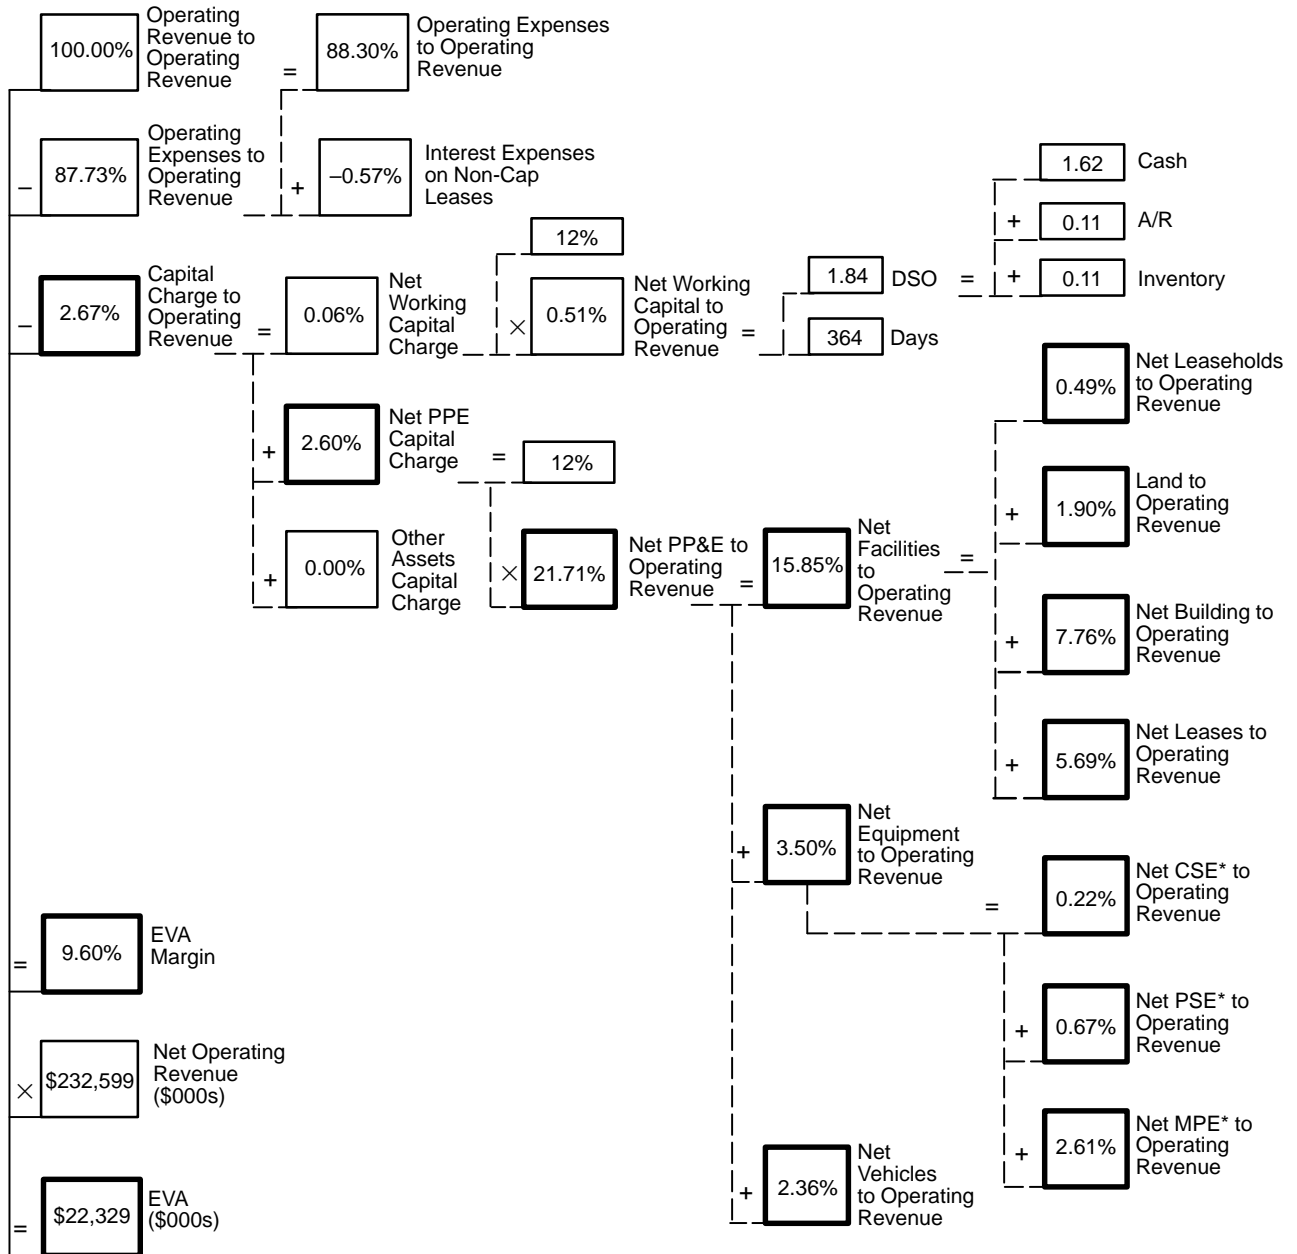 100.00%
Operating
Revenue to
Operating
Revenue
=
88.30%
Operating Expenses
to Operating
Revenue
–
87.73%
Operating
Expenses to
Operating
Revenue
+
–0.57%
Interest Expenses
on Non-Cap
Leases
–
2.67%
Capital
Charge to
Operating
Revenue
=
0.06%
Net
Working
Capital
Charge
12%
×
0.51%
Net Working
Capital to
Operating
Revenue
=
1.84
DSO
364
Days
=
1.62
Cash
+
0.11
A/R
+
0.11
Inventory
+
2.60%
Net PPE
Capital
Charge
=
12%
×
21.71%
Net PP&E to
Operating
Revenue
=
15.85%
Net
Facilities
to
Operating
Revenue
=
0.49%
Net Leaseholds
to Operating
Revenue
+
1.90%
Land to
Operating
Revenue
+
7.76%
Net Building to
Operating
Revenue
+
5.69%
Net Leases to
Operating
Revenue
+
0.00%
Other
Assets
Capital
Charge
+
3.50%
Net
Equipment
to Operating
Revenue
=
0.22%
Net CSE* to
Operating
Revenue
+
0.67%
Net PSE* to
Operating
Revenue
+
2.61%
Net MPE* to
Operating
Revenue
+
2.36%
Net
Vehicles
to Operating
Revenue
=
9.60%
EVA
Margin
×
$232,599
Net Operating
Revenue
($000s)
=
$22,329
EVA
($000s)